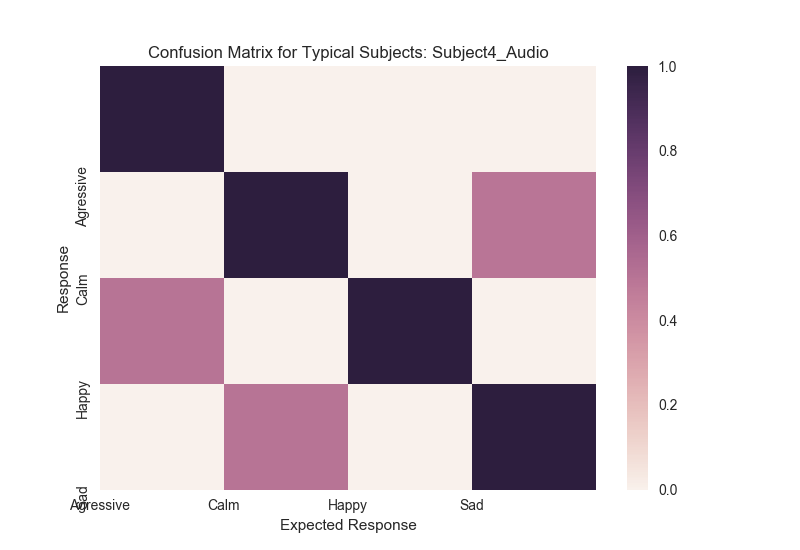 Confusion Matrix for Typical Subjects: Subject4_Audio
1.0
0.8
0.6
0.4
0.2
0.0
Response
Agressive
Calm
Happy
Sad
Agressive
Calm
Happy
Sad
Expected Response